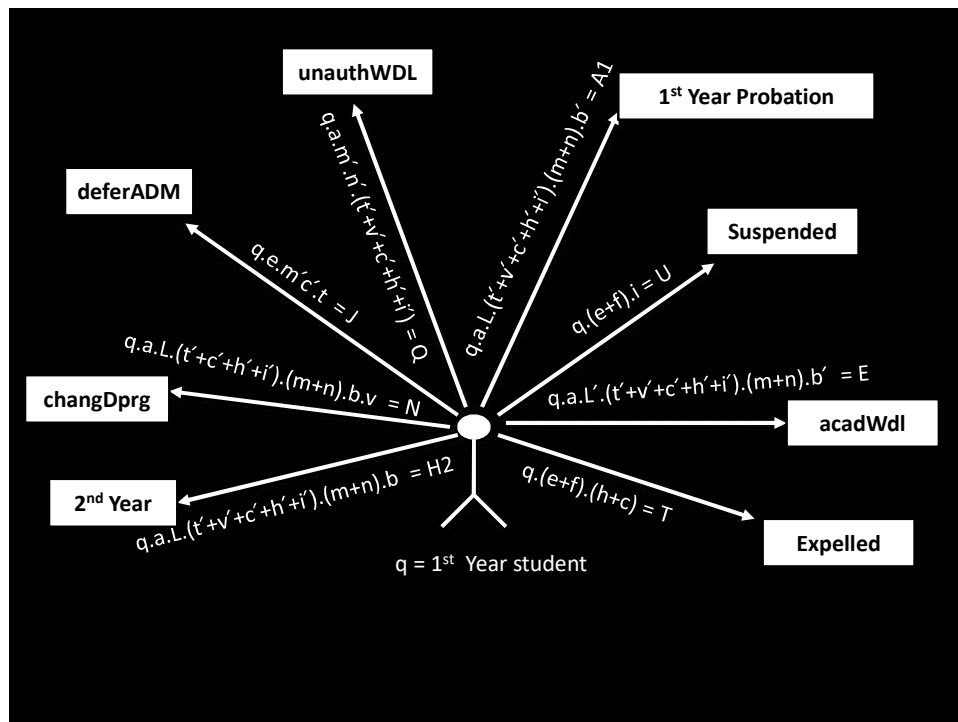 unauthWDL
1st Year Probation
q.a.m′.n′.(t′+v′+c′+h′+i′) = Q
q.a.L.(t′+v′+c′+h′+i′).(m+n).b′ = A1
deferADM
Suspended
q.e.m′c′.t = J
q.(e+f).i = U
q.a.L.(t′+c′+h′+i′).(m+n).b.v = N
q.a.L′.(t′+v′+c′+h′+i′).(m+n).b′ = E
changDprg
acadWdl
q.a.L.(t′+v′+c′+h′+i′).(m+n).b = H2
q.(e+f).(h+c) = T
2nd Year
Expelled
q = 1st Year student